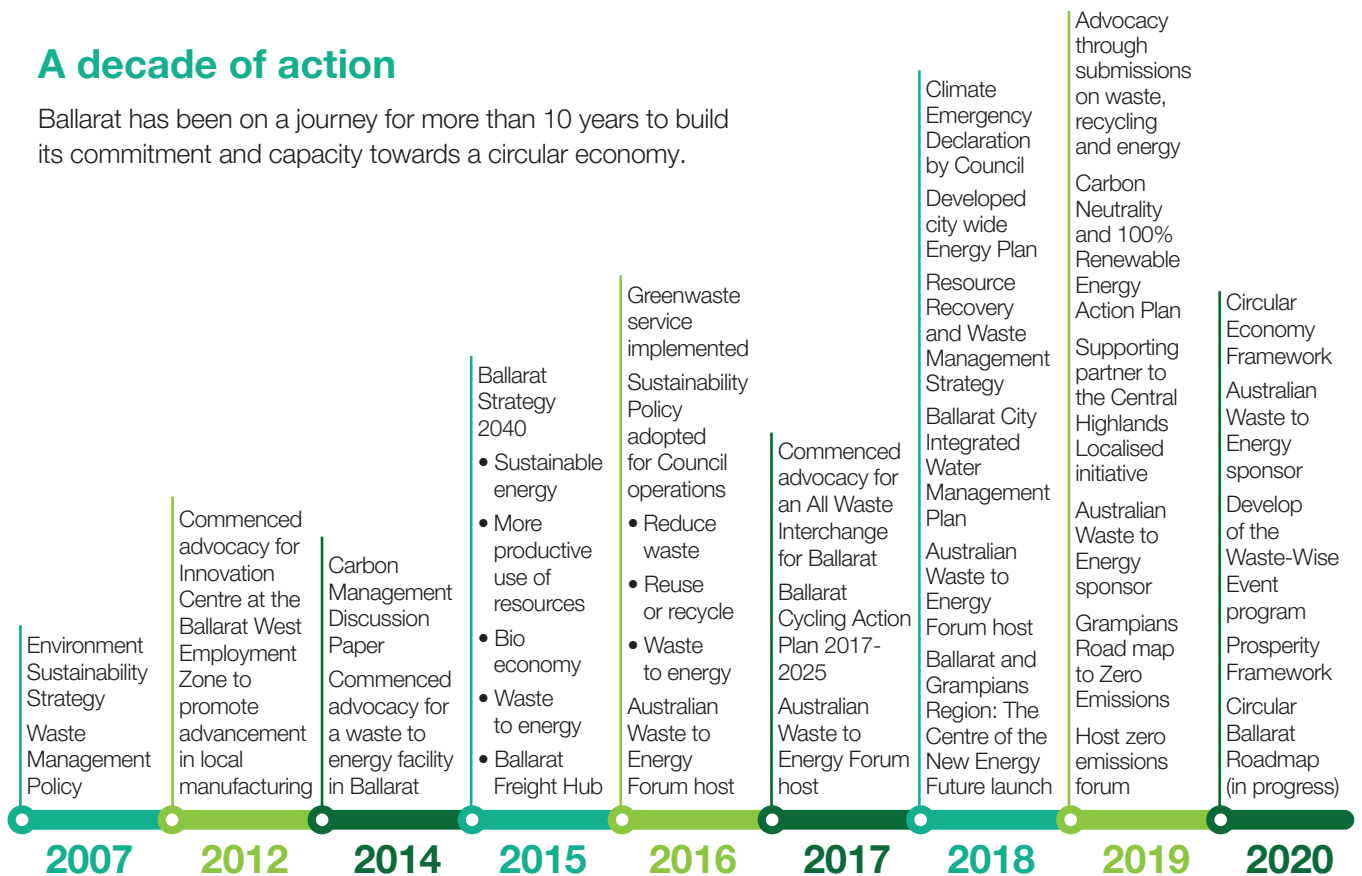 A decade of action
Ballarat has been on a journey for more than 10 years to build
its commitment and capacity towards a circular economy.
Environment
Sustainability
Strategy
Waste
Management
Policy
2007
Commenced
advocacy for
Innovation
Centre at the
Ballarat West
Employment
Zone to
promote
advancement
in local
manufacturing
2012
Carbon
Management
Discussion
Paper
Commenced
advocacy for
a waste to
energy facility
in Ballarat
2014
Ballarat
Strategy
2040
• Sustainable
energy
• More
productive
use of
resources
• Bio
economy
• Waste
to energy
• Ballarat
Freight Hub
2015
Greenwaste
service
implemented
Sustainability
Policy
adopted
for Council
operations
• Reduce
waste
• Reuse
or recycle
• Waste
to energy
Australian
Waste to
Energy
Forum host
2016
Commenced
advocacy for
an All Waste
Interchange
for Ballarat
Ballarat
Cycling Action
Plan 2017-
2025
Australian
Waste to
Energy Forum
host
2017
Climate
Emergency
Declaration
by Council
Developed
city wide
Energy Plan
Resource
Recovery
and Waste
Management
Strategy
Ballarat City
Integrated
Water
Management
Plan
Australian
Waste to
Energy
Forum host
Ballarat and
Grampians
Region: The
Centre of the
New Energy
Future launch
2018
Advocacy
through
submissions
on waste,
recycling
and energy
Carbon
Neutrality
and 100%
Renewable
Energy
Action Plan
Supporting
partner to
the Central
Highlands
Localised
initiative
Australian
Waste to
Energy
sponsor
Grampians
Road map
to Zero
Emissions
Host zero
emissions
forum
2019
Circular
Economy
Framework
Australian
Waste to
Energy
sponsor
Develop
of the
Waste-Wise
Event
program
Prosperity
Framework
Circular
Ballarat
Roadmap
(in progress)
2020